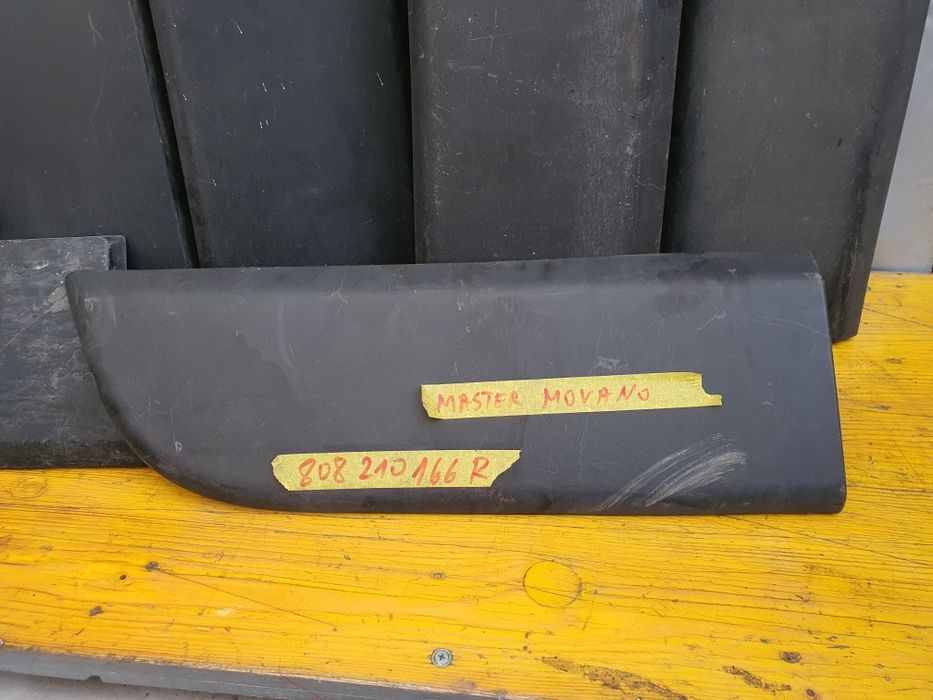 MASTER MOVANO
808 210 166 R